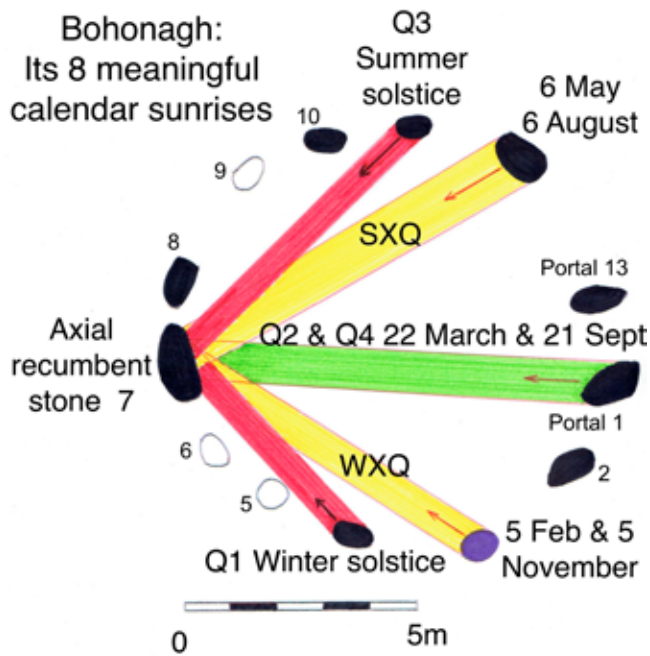 Bohonagh:
Its 8 meaningful
calendar sunrises
Q3
Summer
solstice
6 May
6 August
10
9
8
SXQ
Portal 13
Axial
recumbent
stone 7
Q2 & Q4 22 March & 21 Sept
Portal 1
6
5
WXQ
2
Q1 Winter solstice
5 Feb & 5
November
0
5m